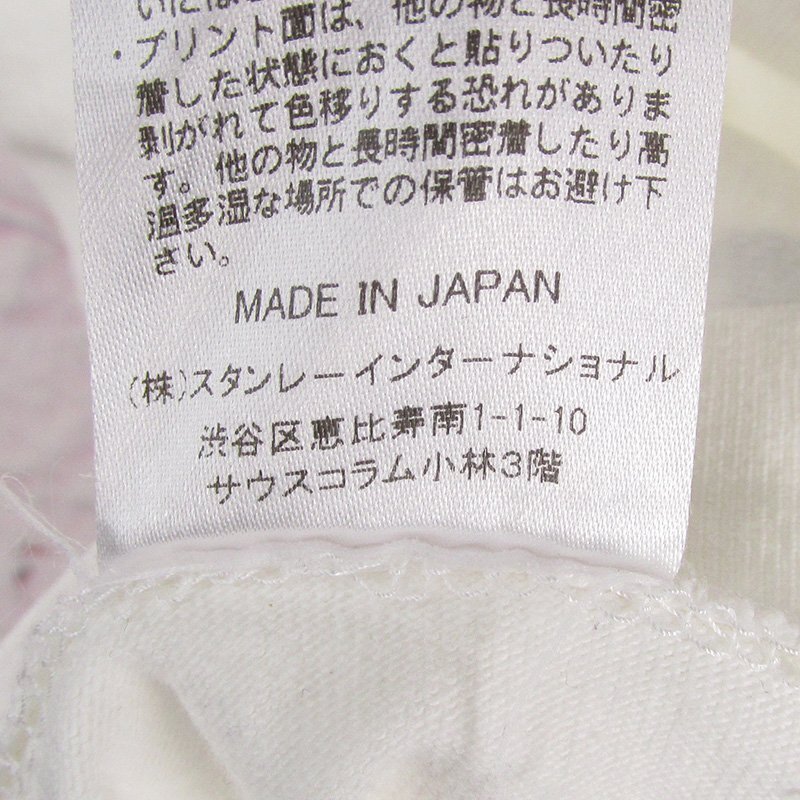 ・プリント面は、他の物と長時間密
着した状態におくと貼りついたり
剥がれて色移りする恐れがありま
す。他の物と長時間密着したり高
温多湿な場所での保管はお避け下
さい。
MADE IN JAPAN
(株)スタンレーインターナショナル
渋谷区恵比寿南1-1-10
サウスコラム小林3階